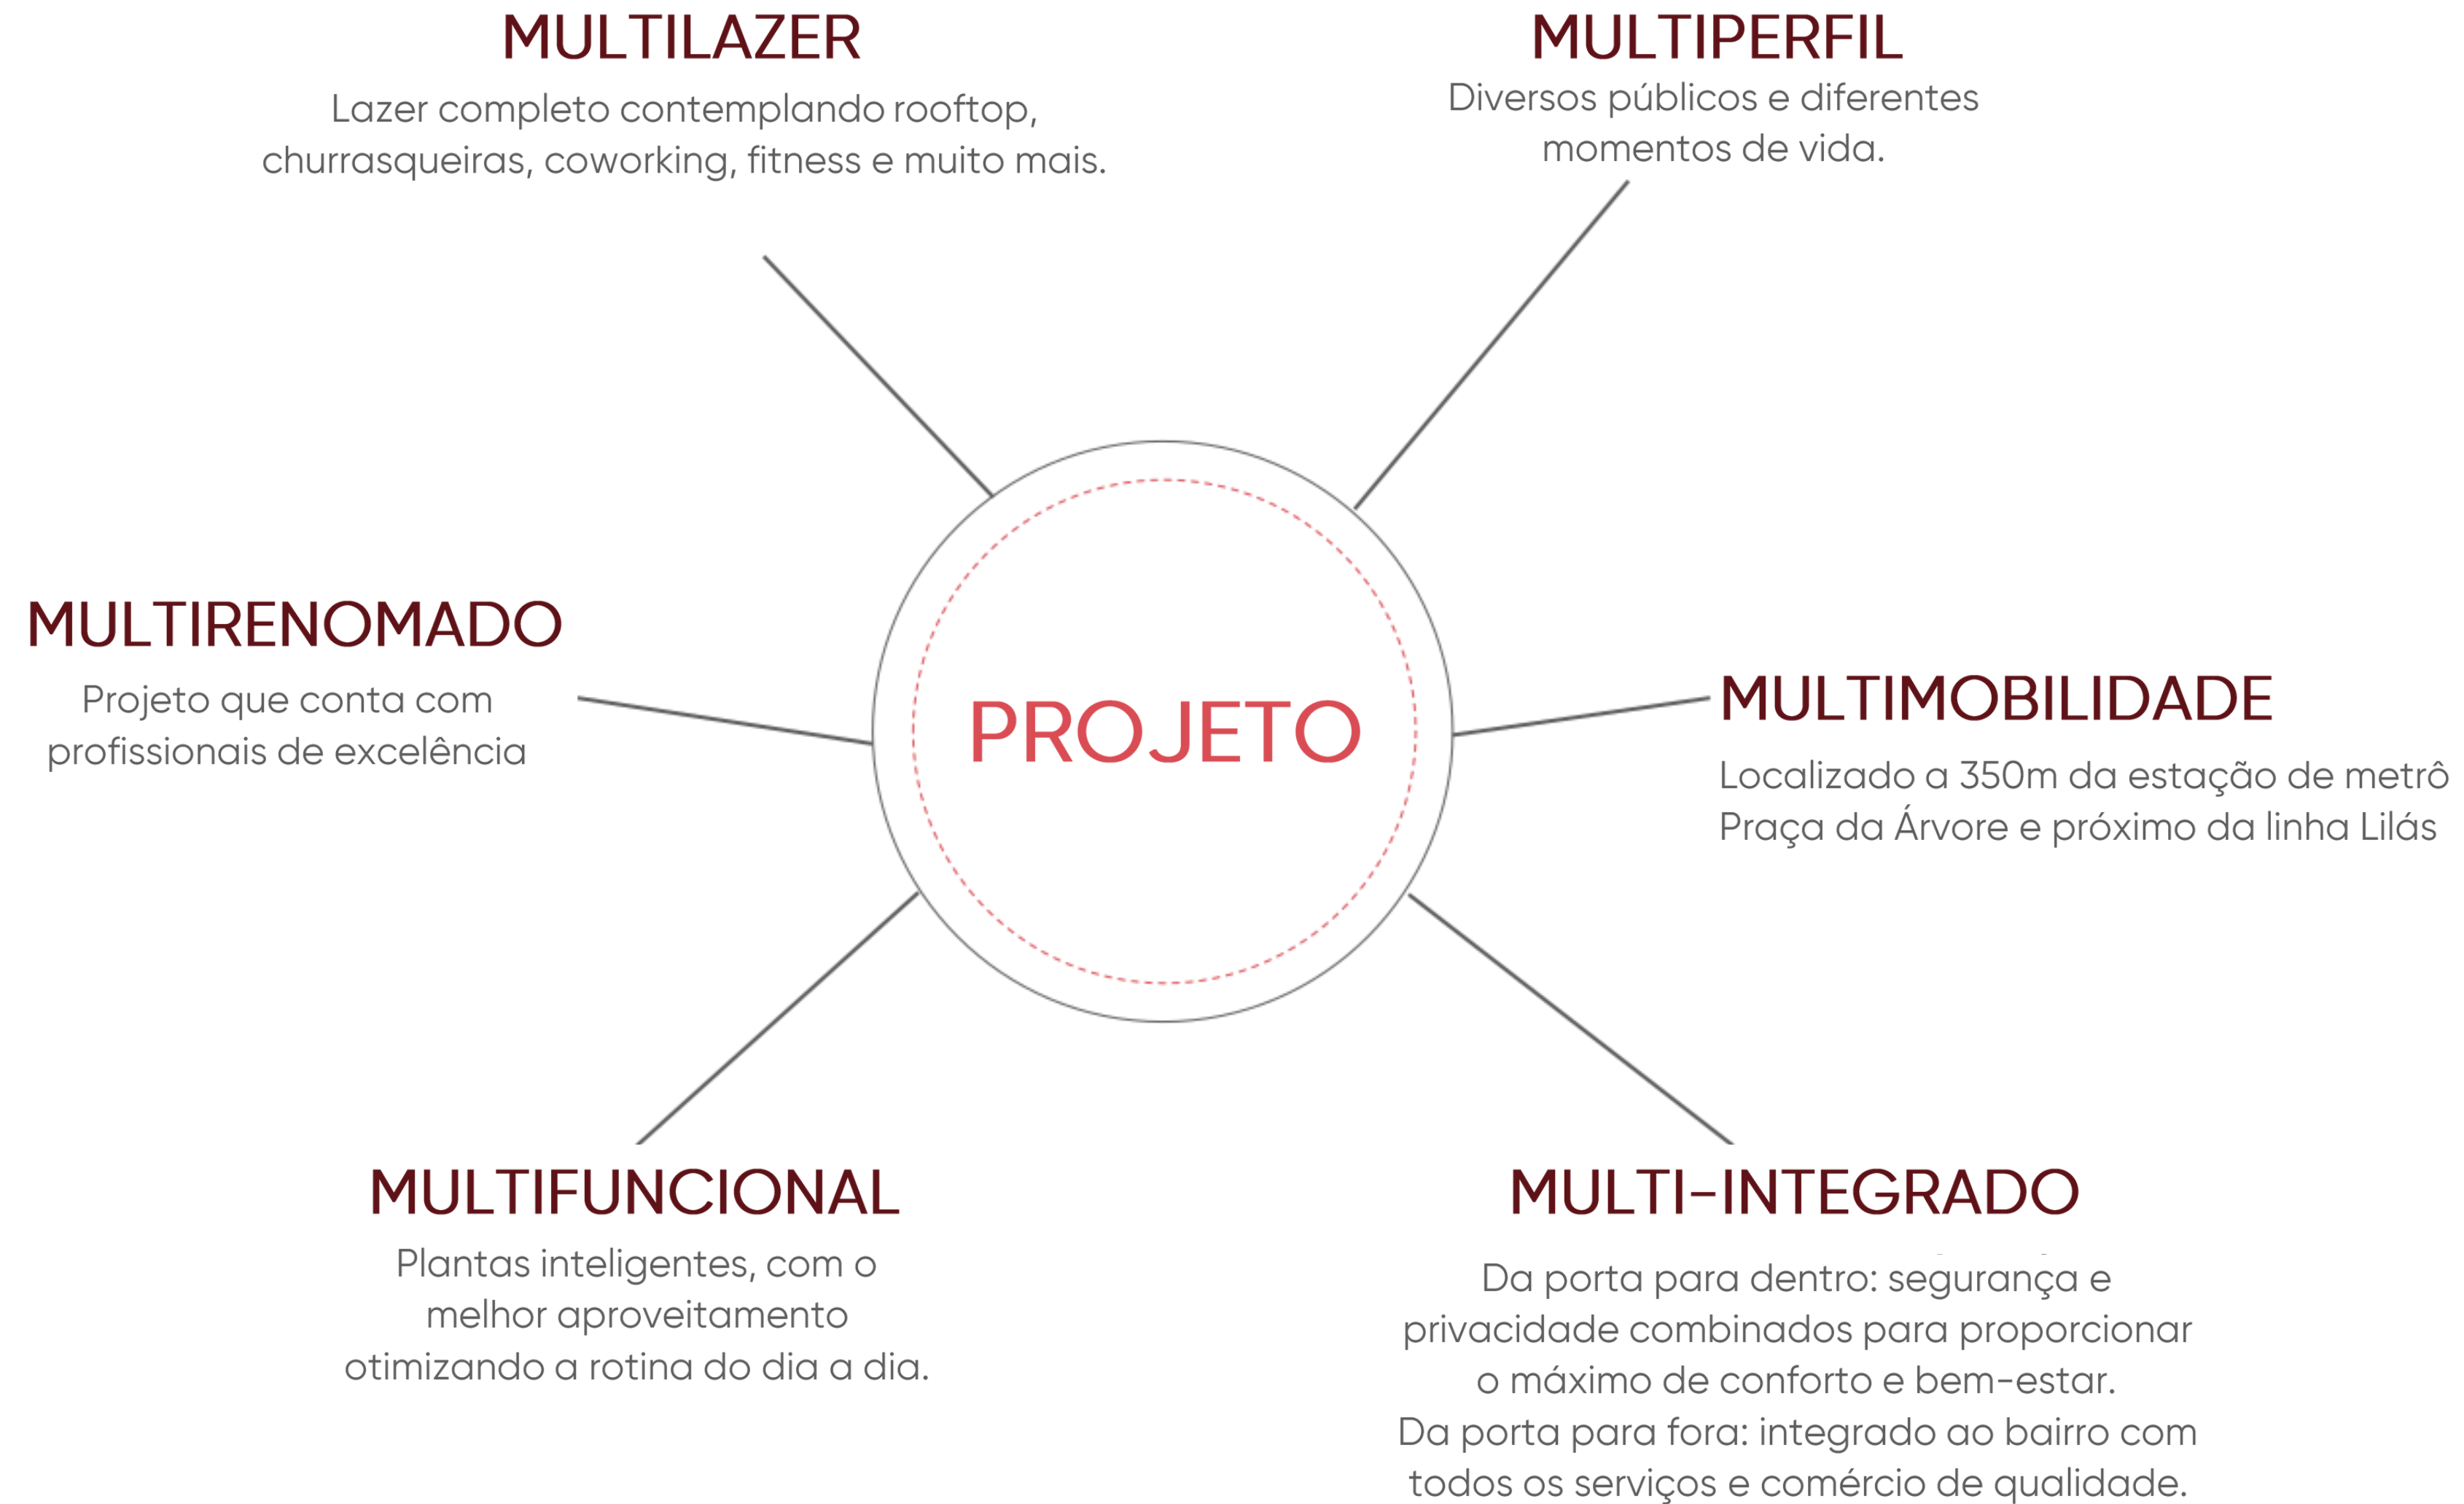 MULTILAZER
Lazer completo contemplando rooftop,
churrasqueiras, coworking, fitness e muito mais.
MULTIPERFIL
Diversos públicos e diferentes
momentos de vida.
MULTIRENOMADO
Projeto que conta com
profissionais de excelência
PROJETO
MULTIMOBILIDADE
Localizado a 350m da estação de metrô
Praça da Árvore e próximo da linha Lilás
MULTIFUNCIONAL
Plantas inteligentes, com o
melhor aproveitamento
otimizando a rotina do dia a dia.
MULTI-INTEGRADO
Da porta para dentro: segurança e
privacidade combinados para proporcionar
o máximo de conforto e bem-estar.
Da porta para fora: integrado ao bairro com
todos os serviços e comércio de qualidade.